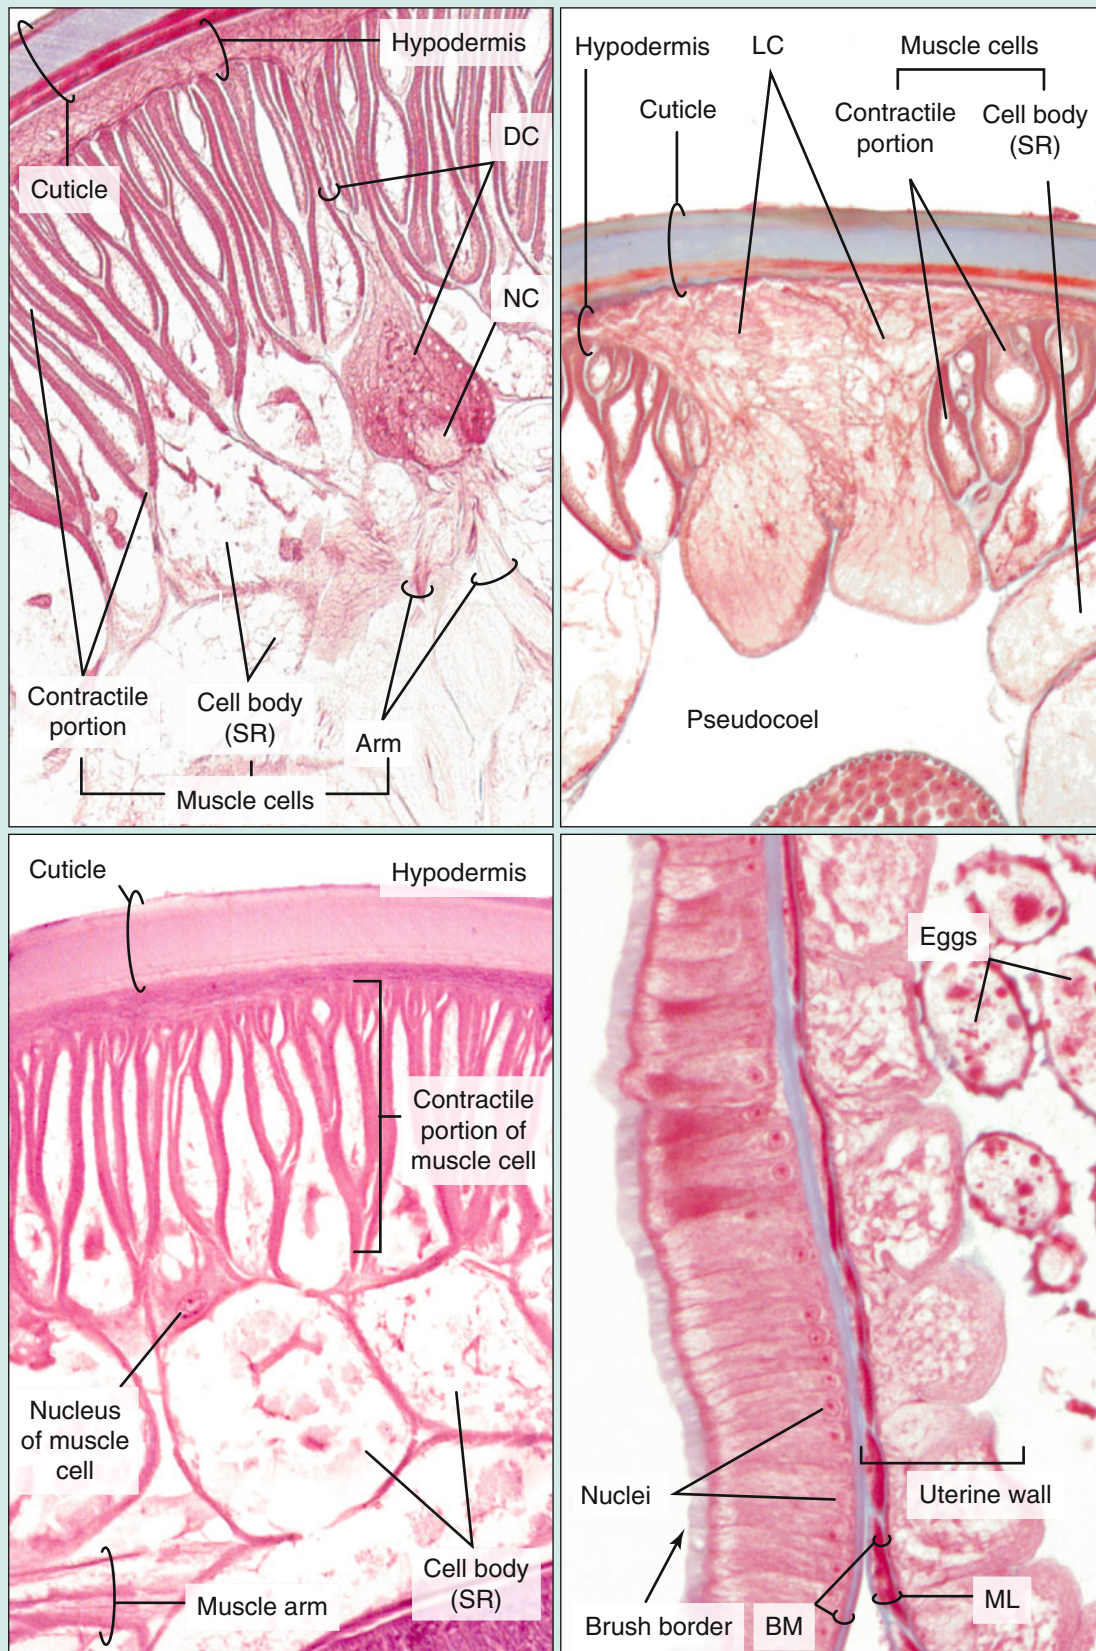 Hypodermis
DC
Cuticle
NC
Contractile
portion
Cell body
(SR)
Arm
Muscle cells
Hypodermis
LC
Muscle cells
Cuticle
Contractile
portion
Cell body
(SR)
Pseudocoel
Cuticle
Hypodermis
Contractile
portion of
muscle cell
Nucleus
of muscle
cell
Cell body
(SR)
Muscle arm
Eggs
Nuclei
Uterine wall
Brush border
BM
ML